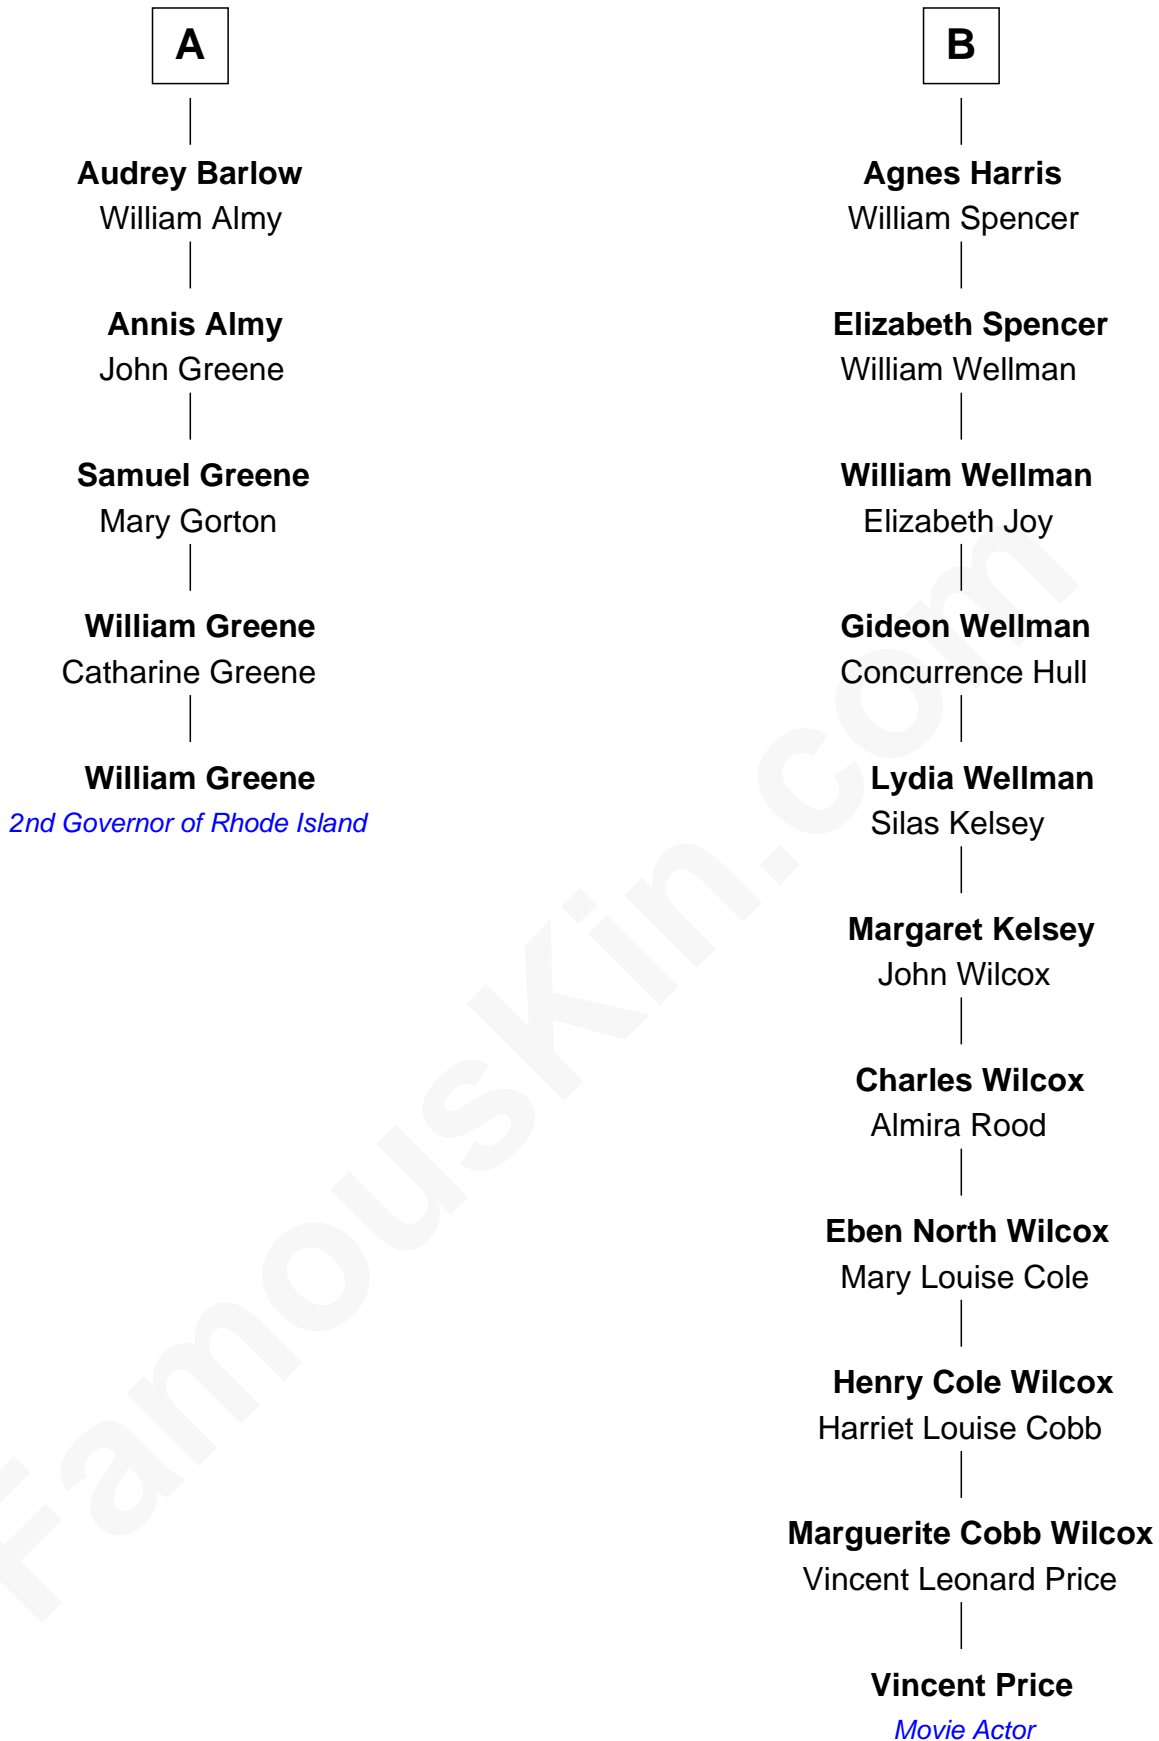 A
Audrey Barlow
William Almy
Annis Almy
John Greene
Samuel Greene
Mary Gorton
William Greene
Catharine Greene
William Greene
2nd Governor of Rhode Island
B
Agnes Harris
William Spencer
Elizabeth Spencer
William Wellman
William Wellman
Elizabeth Joy
Gideon Wellman
Concurrence Hull
Lydia Wellman
Silas Kelsey
Margaret Kelsey
John Wilcox
Charles Wilcox
Almira Rood
Eben North Wilcox
Mary Louise Cole
Henry Cole Wilcox
Harriet Louise Cobb
Marguerite Cobb Wilcox
Vincent Leonard Price
Vincent Price
Movie Actor
FamousKin.com